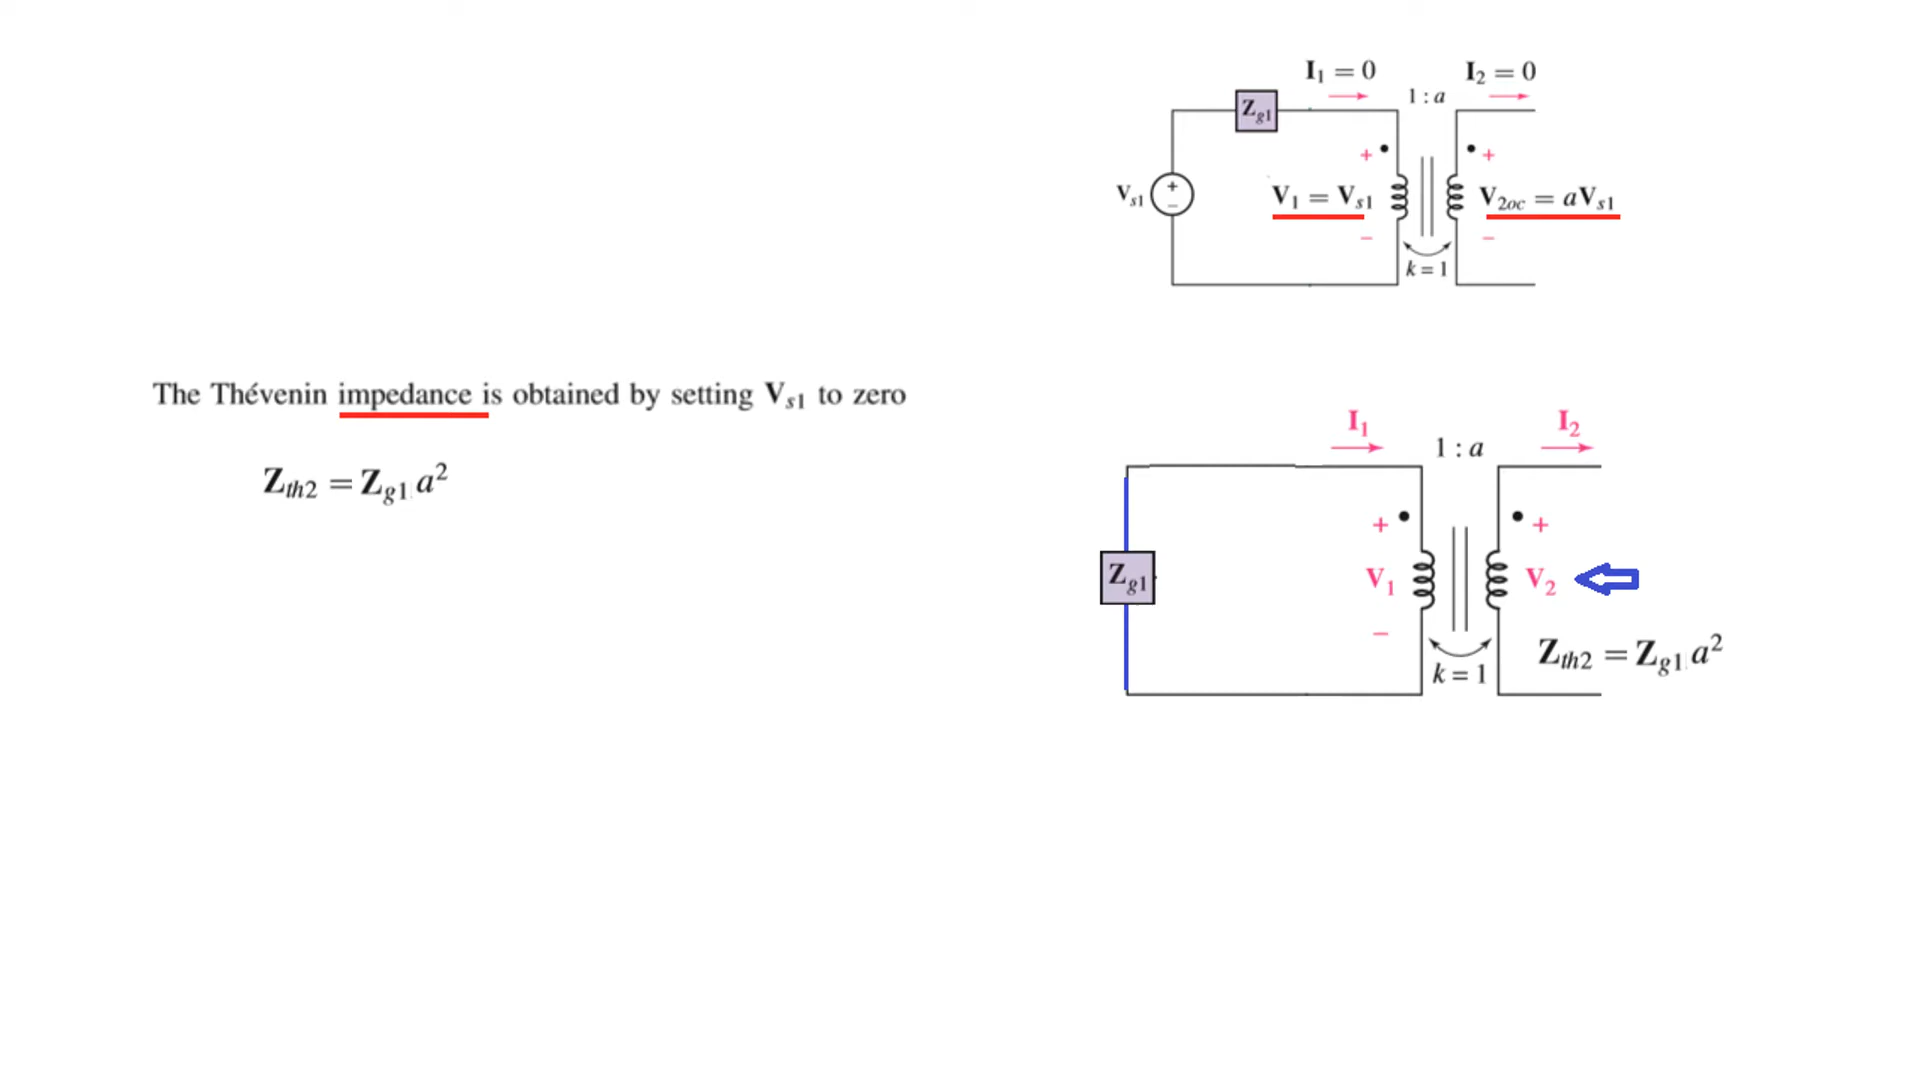 I₁ = 0
I₂ = 0
1 : a
Z_g1
V_s1
+
−
+
V₁ = V_s1
−
+
V_2oc = aV_s1
−
k = 1
The Thévenin impedance is obtained by setting V_s1 to zero
Z_th2 = Z_g1 a²
I₁
I₂
1 : a
Z_g1
+
V₁
−
+
V₂
k = 1
Z_th2 = Z_g1 a²